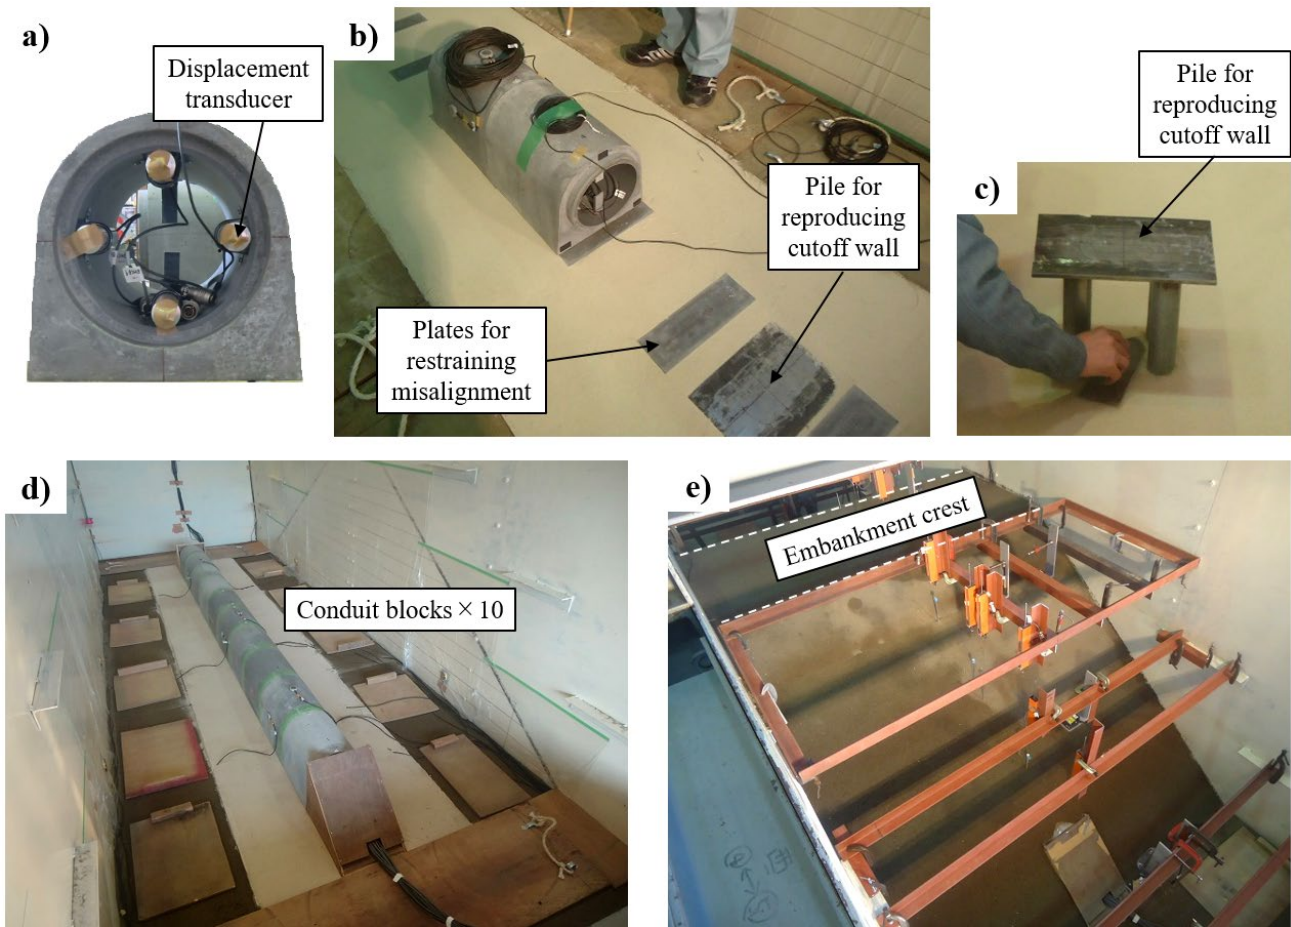 a)
Displacement
transducer
b)
Pile for
reproducing
cutoff wall
Plates for
restraining
misalignment
Pile for
reproducing
cutoff wall
c)
d)
Conduit blocks × 10
e)
Embankment crest